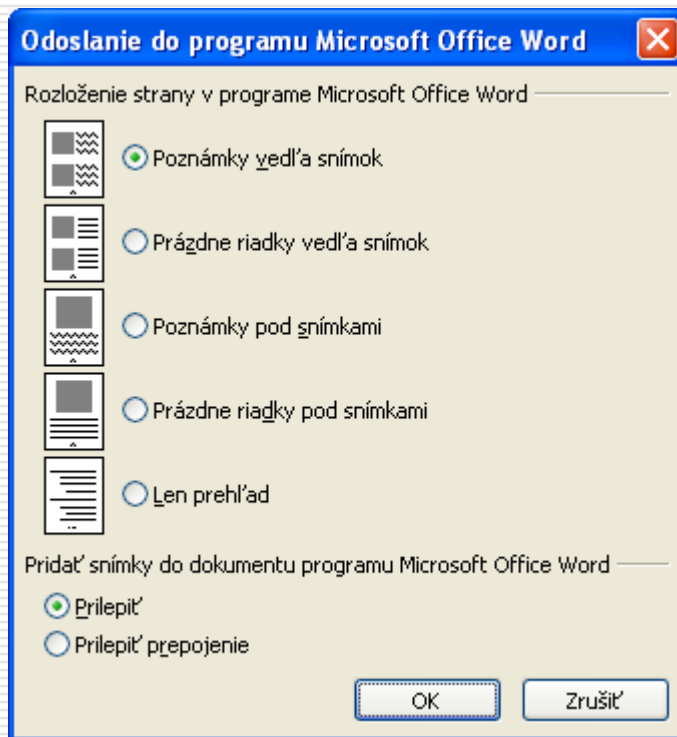 Odoslanie do programu Microsoft Office Word
Rozloženie strany v programe Microsoft Office Word
Poznámky vedľa snímok
Prázdne riadky vedľa snímok
Poznámky pod snímkami
Prázdne riadky pod snímkami
Len prehľad
Pridať snímky do dokumentu programu Microsoft Office Word
Prilepiť
Prilepiť prepojenie
OK Zrušiť